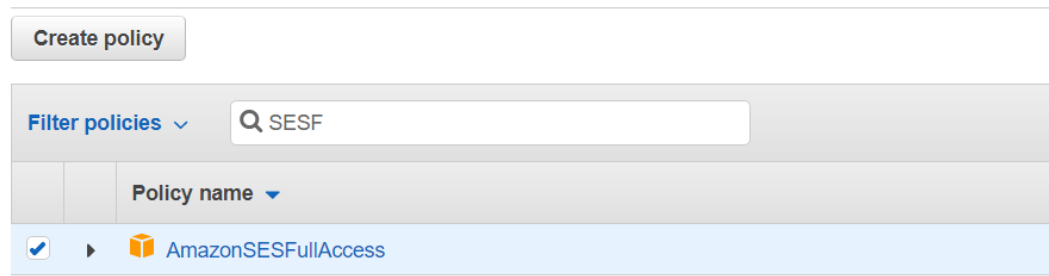 Create policy
Filter policies SESF
Policy name
AmazonSESFullAccess